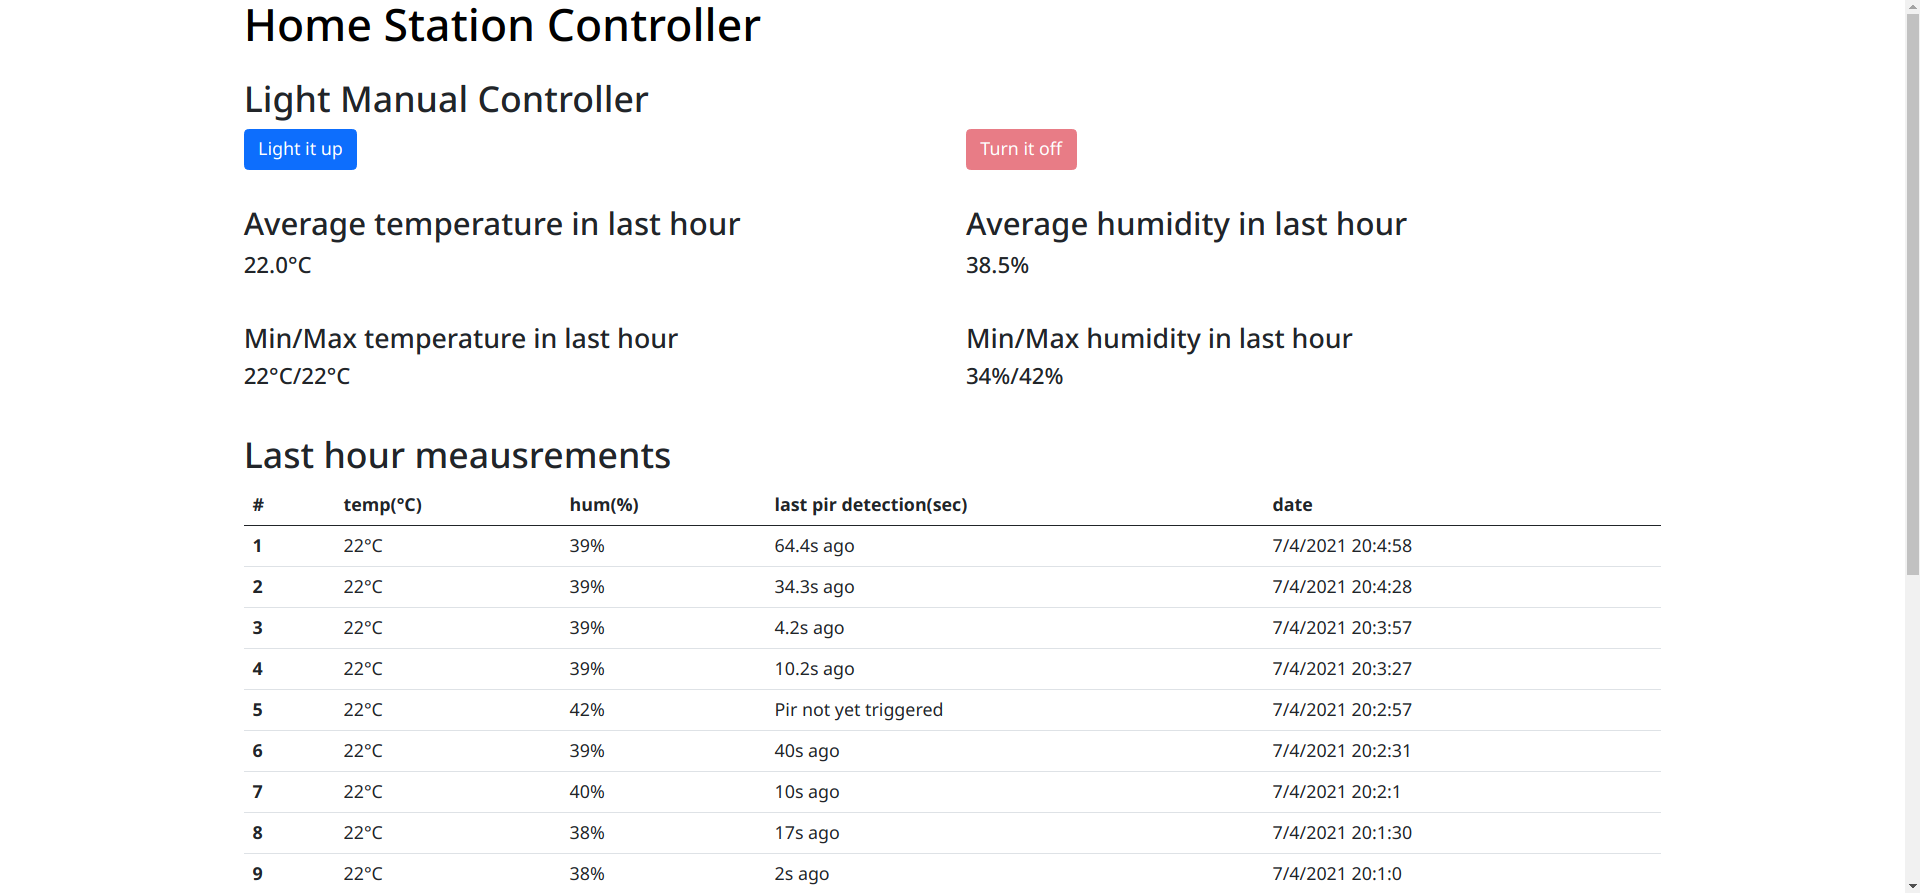 Home Station Controller
Light Manual Controller
Light it up Turn it off
Average temperature in last hour Average humidity in last hour
22.0°C 38.5%
Min/Max temperature in last hour Min/Max humidity in last hour
22°C/22°C 34%/42%
Last hour meausrements
# temp(°C) hum(%) last pir detection(sec) date
1 22°C 39% 64.4s ago 7/4/2021 20:4:58
2 22°C 39% 34.3s ago 7/4/2021 20:4:28
3 22°C 39% 4.2s ago 7/4/2021 20:3:57
4 22°C 39% 10.2s ago 7/4/2021 20:3:27
5 22°C 42% Pir not yet triggered 7/4/2021 20:2:57
6 22°C 39% 40s ago 7/4/2021 20:2:31
7 22°C 40% 10s ago 7/4/2021 20:2:1
8 22°C 38% 17s ago 7/4/2021 20:1:30
9 22°C 38% 2s ago 7/4/2021 20:1:0